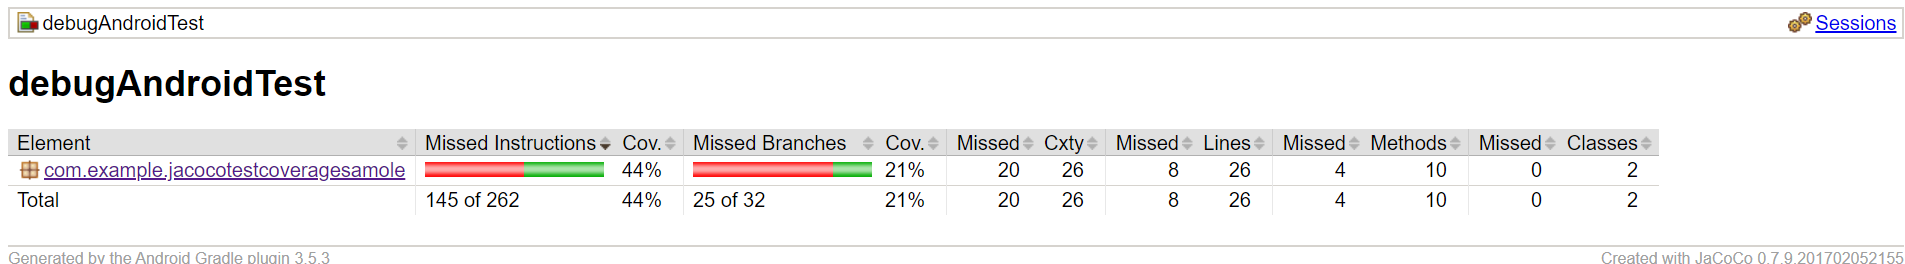 debugAndroidTest Sessions
debugAndroidTest
Element Missed Instructions Cov. Missed Branches Cov. Missed Cxty Missed Lines Missed Methods Missed Classes
com.example.jacocotestcoveragesamole 44% 21% 20 26 8 26 4 10 0 2
Total 145 of 262 44% 25 of 32 21% 20 26 8 26 4 10 0 2
Generated by the Android Gradle plugin 3.5.3 Created with JaCoCo 0.7.9.201702052155